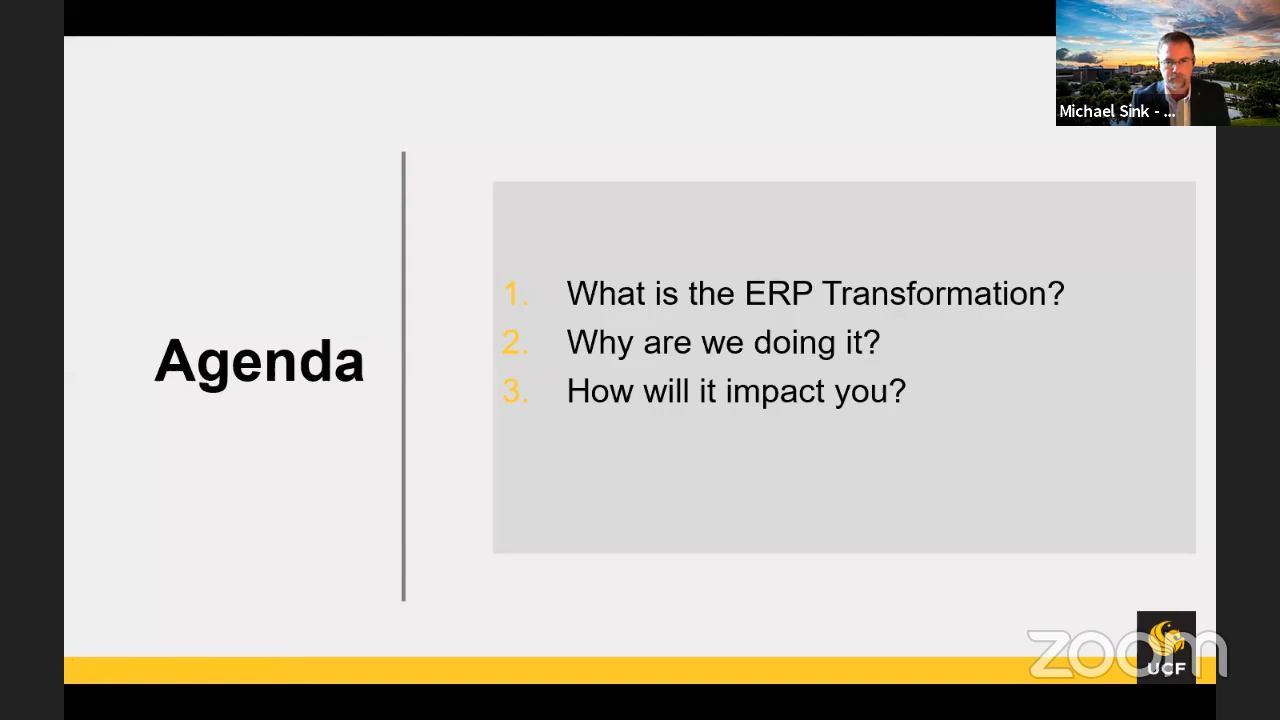 Michael Sink - ...
Agenda
1. What is the ERP Transformation?
2. Why are we doing it?
3. How will it impact you?
zoom
UCF